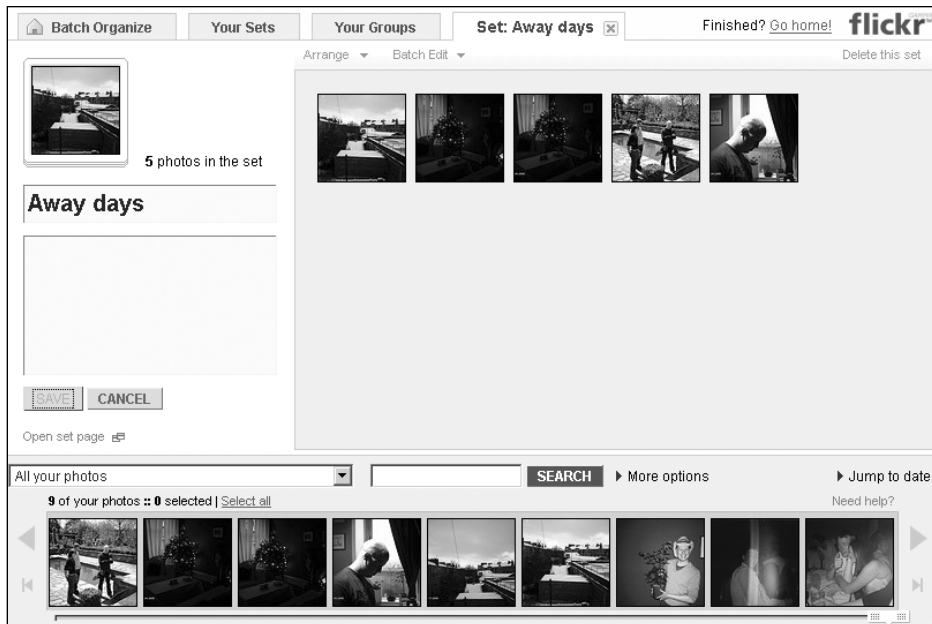 Batch Organize Your Sets Your Groups Set: Away days Finished? Go home! flickr
Arrange Batch Edit Delete this set
5 photos in the set
Away days
SAVE CANCEL
Open set page
All your photos SEARCH More options Jump to date
9 of your photos :: 0 selected | Select all Need help?